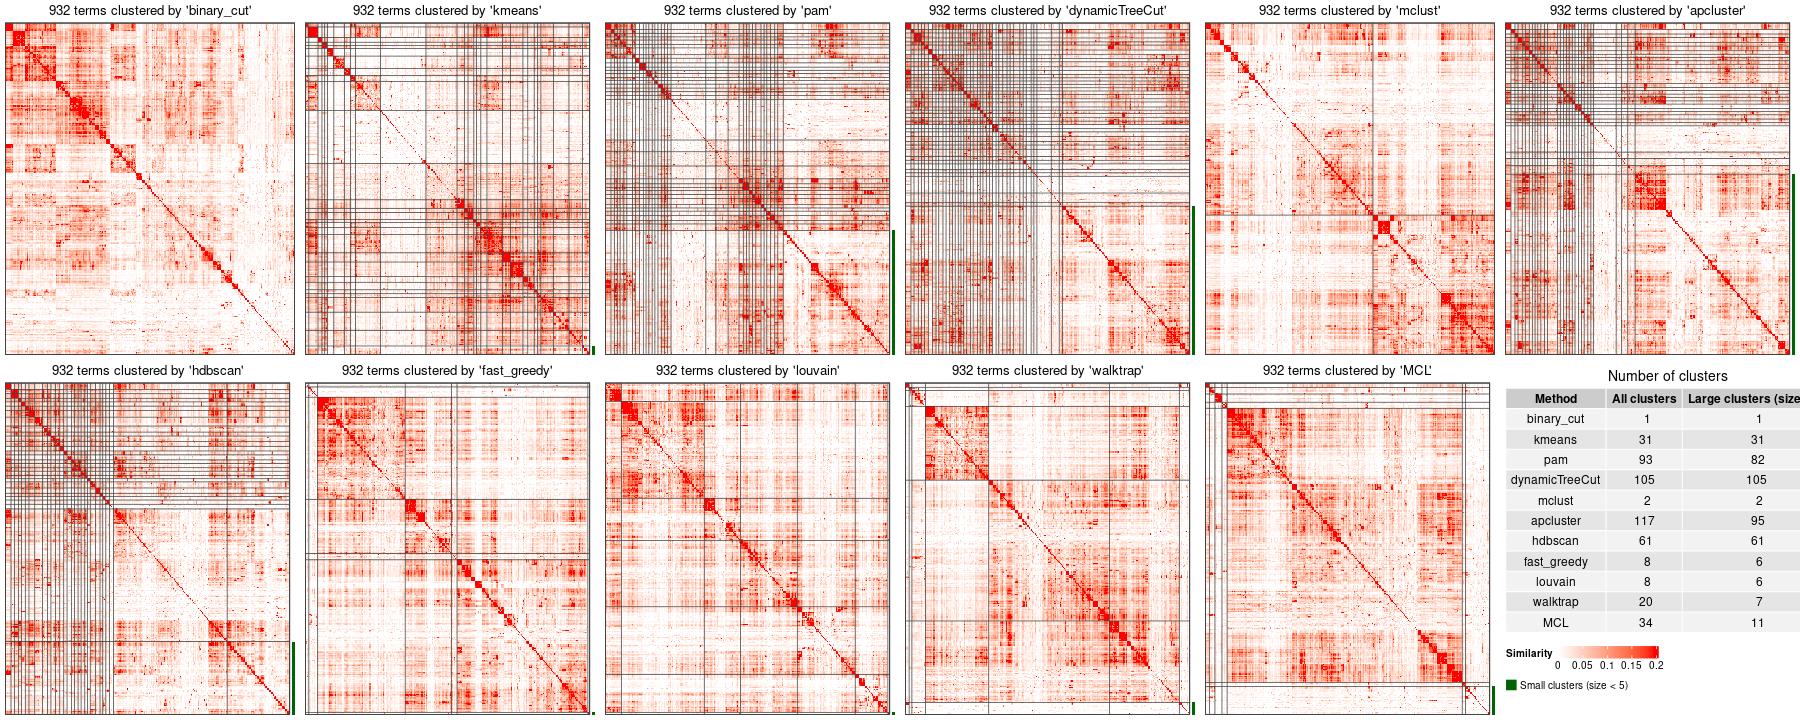 932 terms clustered by 'binary_cut'
932 terms clustered by 'kmeans'
932 terms clustered by 'pam'
932 terms clustered by 'dynamicTreeCut'
932 terms clustered by 'mclust'
932 terms clustered by 'apcluster'
932 terms clustered by 'hdbscan'
932 terms clustered by 'fast_greedy'
932 terms clustered by 'louvain'
932 terms clustered by 'walktrap'
932 terms clustered by 'MCL'
Number of clusters
Method All clusters Large clusters (size
binary_cut 1 1
kmeans 31 31
pam 93 82
dynamicTreeCut 105 105
mclust 2 2
apcluster 117 95
hdbscan 61 61
fast_greedy 8 6
louvain 8 6
walktrap 20 7
MCL 34 11
Similarity
0 0.05 0.1 0.15 0.2
Small clusters (size < 5)